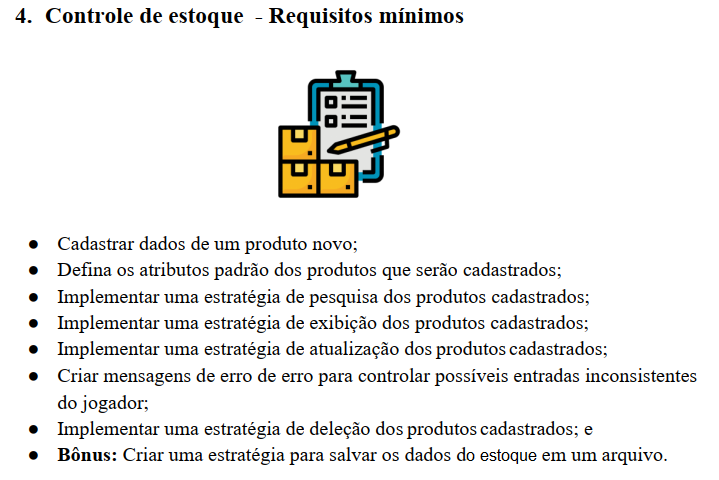 4. Controle de estoque - Requisitos mínimos
● Cadastrar dados de um produto novo;
● Defina os atributos padrão dos produtos que serão cadastrados;
● Implementar uma estratégia de pesquisa dos produtos cadastrados;
● Implementar uma estratégia de exibição dos produtos cadastrados;
● Implementar uma estratégia de atualização dos produtos cadastrados;
● Criar mensagens de erro de erro para controlar possíveis entradas inconsistentes
do jogador;
● Implementar uma estratégia de deleção dos produtos cadastrados; e
● Bônus: Criar uma estratégia para salvar os dados do estoque em um arquivo.